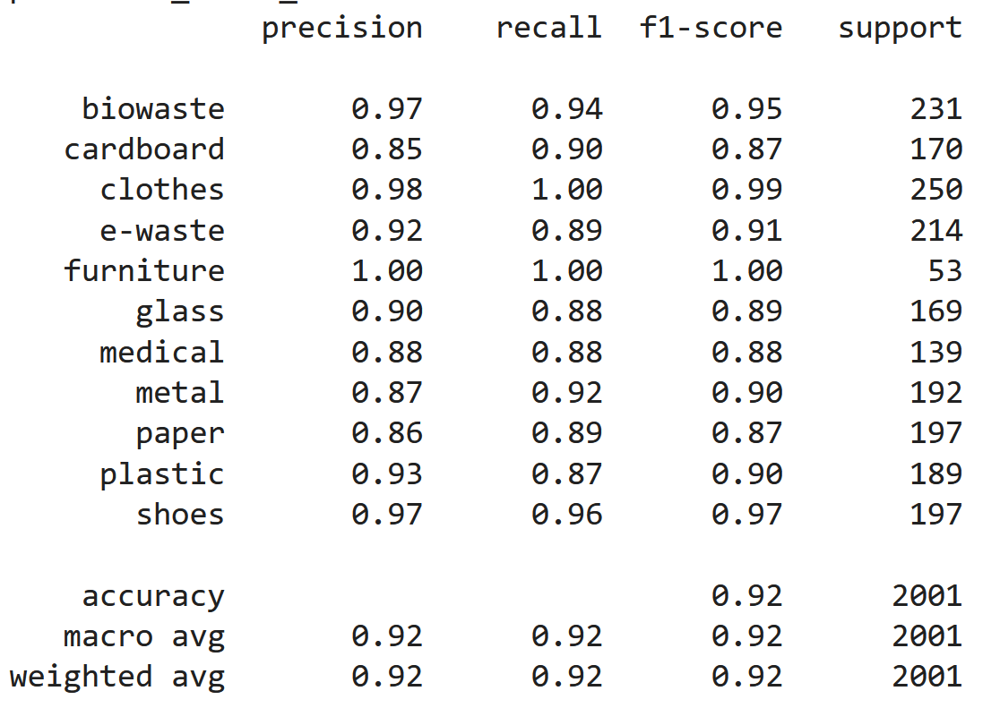 precision recall f1-score support
biowaste 0.97 0.94 0.95 231
cardboard 0.85 0.90 0.87 170
clothes 0.98 1.00 0.99 250
e-waste 0.92 0.89 0.91 214
furniture 1.00 1.00 1.00 53
glass 0.90 0.88 0.89 169
medical 0.88 0.88 0.88 139
metal 0.87 0.92 0.90 192
paper 0.86 0.89 0.87 197
plastic 0.93 0.87 0.90 189
shoes 0.97 0.96 0.97 197
accuracy 0.92 2001
macro avg 0.92 0.92 0.92 2001
weighted avg 0.92 0.92 0.92 2001